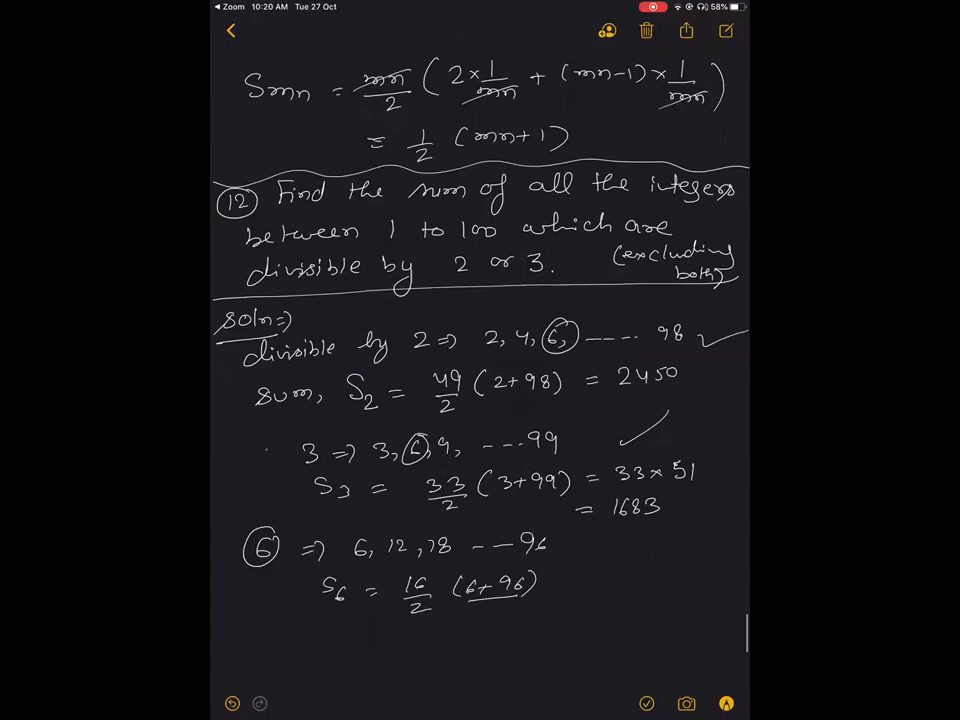 Zoom 10:20 AM Tue 27 Oct 58%
Smn = mn/2 (2 × 1/mn + (mn-1) × 1/mn)
= 1/2 (mn+1)
12 Find the sum of all the integers
between 1 to 100 which are
divisible by 2 or 3. (excluding
both)
soln ⇒
divisible by 2 ⇒ 2, 4, 6, ------ 98 ✓
sum, S2 = 49/2 (2+98) = 2450
3 ⇒ 3, 6, 9, ----- 99 ✓
S3 = 33/2 (3+99) = 33 × 51
= 1683
6 ⇒ 6, 12, 18 ---- 96
S6 = 16/2 (6+96)